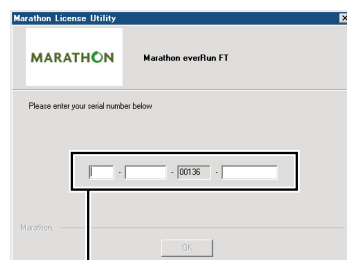 Marathon License Utility
MARATHON
Marathon everRun FT
Please enter your serial number below
- - 00136 -
Marathon
OK